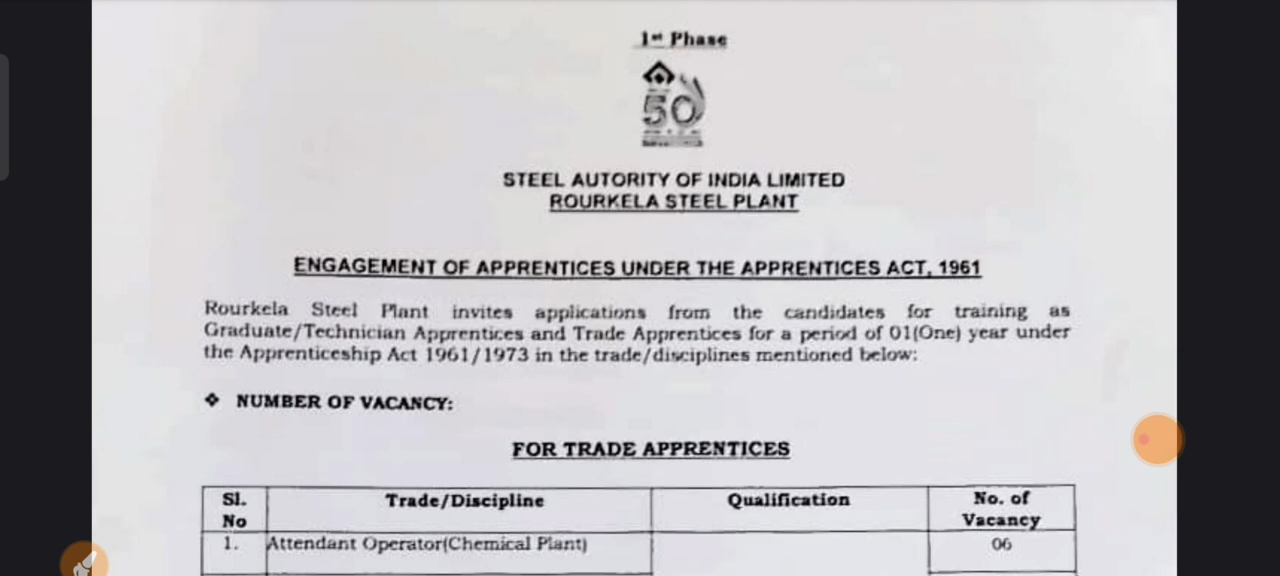 1st Phase
50
STEEL AUTORITY OF INDIA LIMITED
ROURKELA STEEL PLANT
ENGAGEMENT OF APPRENTICES UNDER THE APPRENTICES ACT, 1961
Rourkela Steel Plant invites applications from the candidates for training as
Graduate/Technician Apprentices and Trade Apprentices for a period of 01(One) year under
the Apprenticeship Act 1961/1973 in the trade/disciplines mentioned below:
❖ NUMBER OF VACANCY:
FOR TRADE APPRENTICES
Sl. No Trade/Discipline Qualification No. of Vacancy
1. Attendant Operator(Chemical Plant) 06